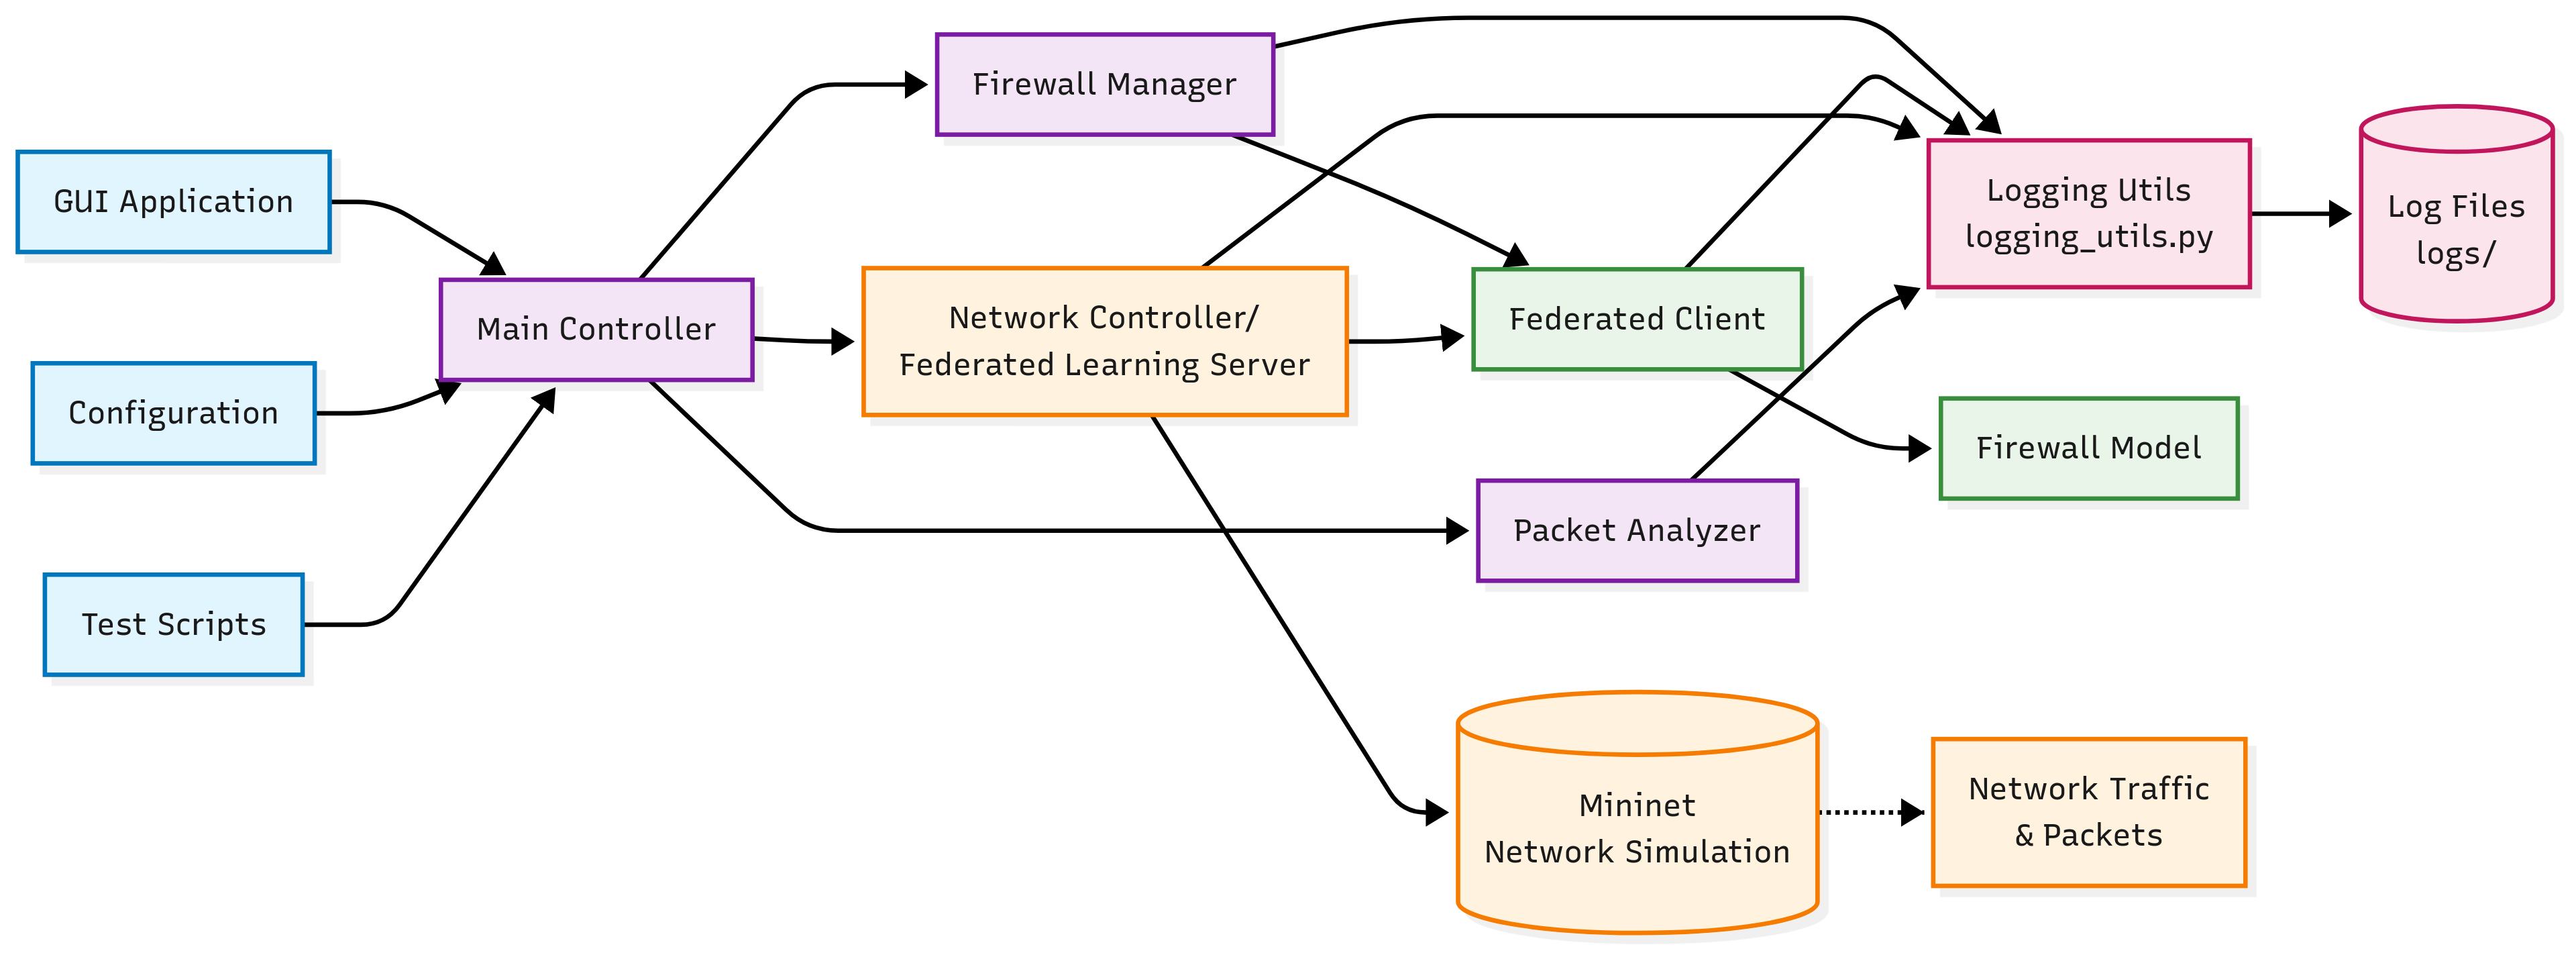 GUI Application
Configuration
Test Scripts
Main Controller
Firewall Manager
Network Controller/
Federated Learning Server
Federated Client
Packet Analyzer
Mininet
Network Simulation
Logging Utils
logging_utils.py
Firewall Model
Network Traffic
& Packets
Log Files
logs/